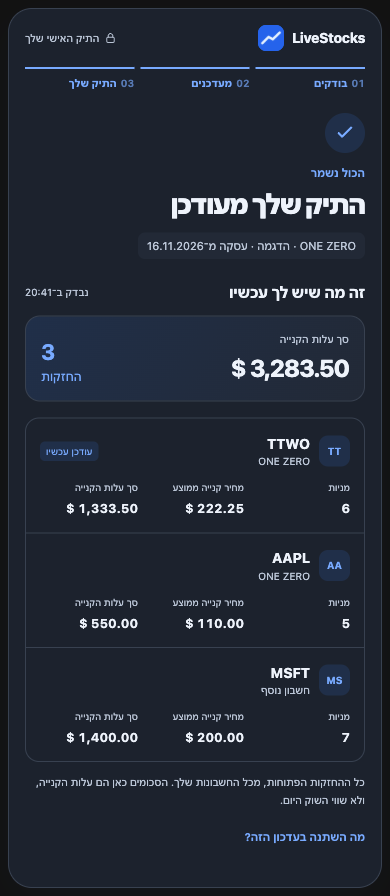 LiveStocks
התיק האישי שלך
01 בודקים
02 מעדכנים
03 התיק שלך
הכול נשמר
התיק שלך מעודכן
ONE ZERO · הדגמה · עסקה מ־16.11.2026
זה מה שיש לך עכשיו
נבדק ב־20:41
סך עלות הקנייה
$ 3,283.50
3
החזקות
TT
TTWO
ONE ZERO
עודכן עכשיו
מניות
מחיר קנייה ממוצע
סך עלות הקנייה
6
$ 222.25
$ 1,333.50
AA
AAPL
ONE ZERO
מניות
מחיר קנייה ממוצע
סך עלות הקנייה
5
$ 110.00
$ 550.00
MS
MSFT
חשבון נוסף
מניות
מחיר קנייה ממוצע
סך עלות הקנייה
7
$ 200.00
$ 1,400.00
כל ההחזקות הפתוחות, מכל החשבונות שלך. הסכומים כאן הם עלות הקנייה,
ולא שווי השוק היום.
מה השתנה בעדכון הזה?